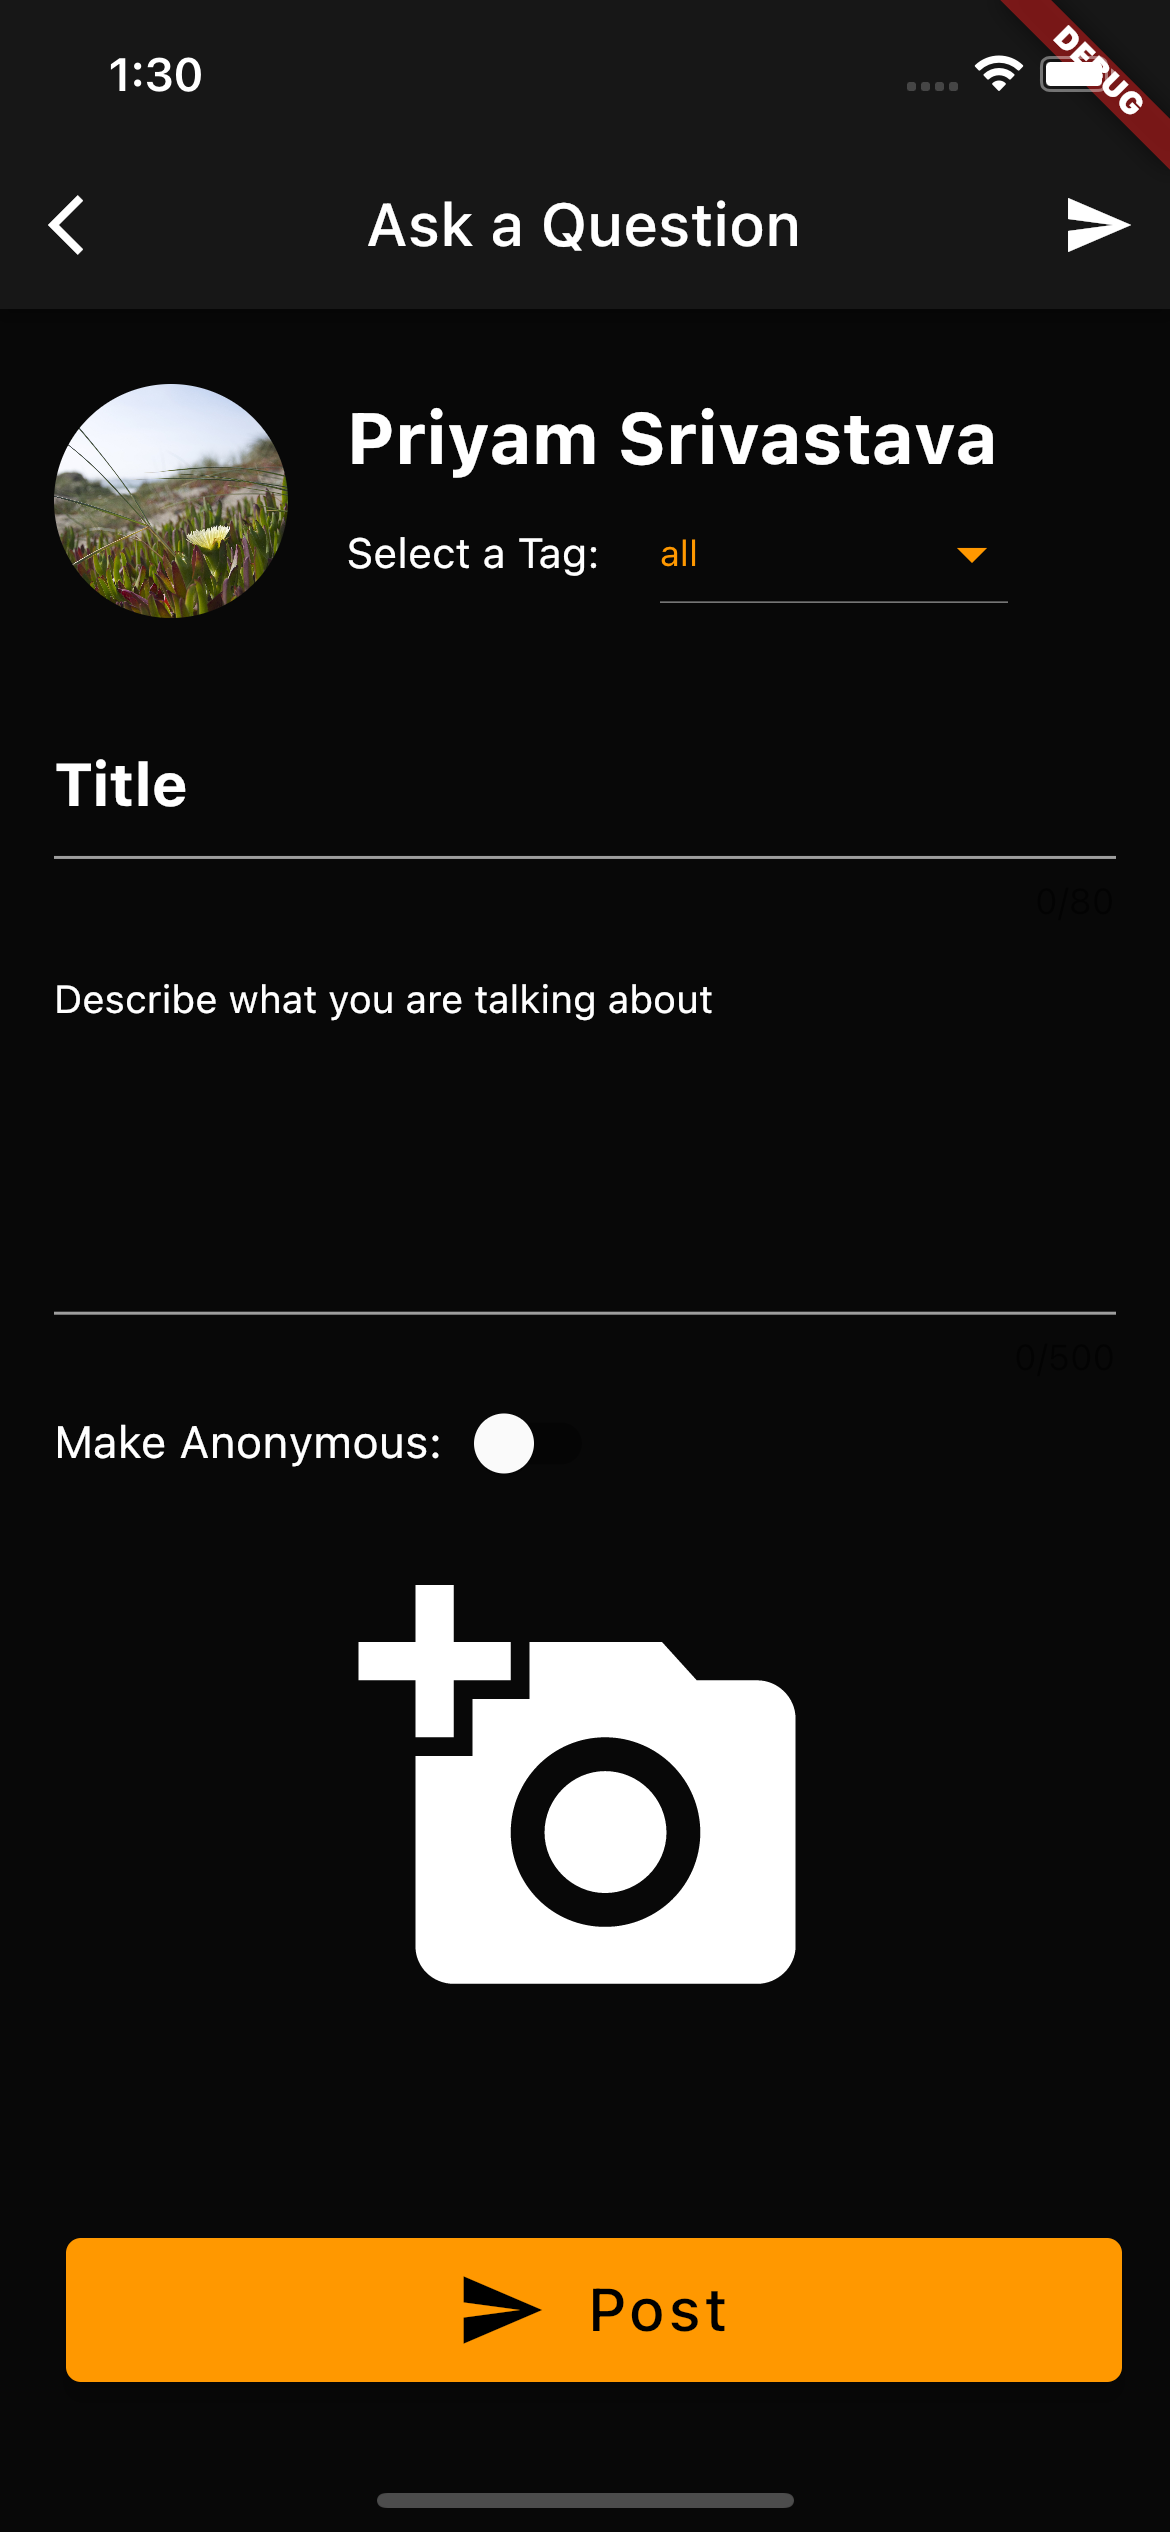 1:30
DEBUG
Ask a Question
Priyam Srivastava
Select a Tag: all
Title
0/80
Describe what you are talking about
0/500
Make Anonymous:
Post